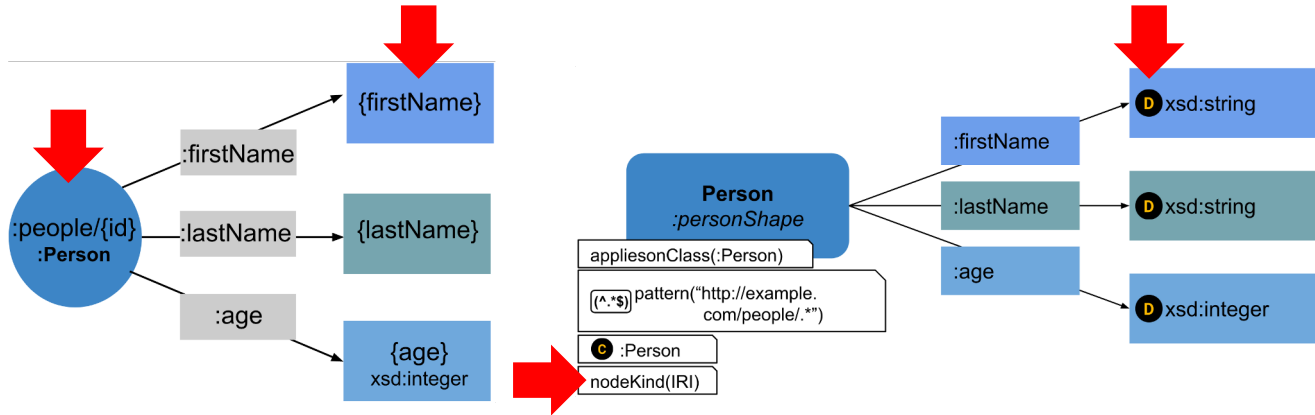 {firstName}
:firstName
:people/{id}
:Person
:lastName
{lastName}
:age
{age}
xsd:integer
Person
:personShape
appliesonClass(:Person)
(^.*$) pattern(“http://example.
com/people/.*”)
C :Person
nodeKind(IRI)
:firstName
D xsd:string
:lastName
D xsd:string
:age
D xsd:integer